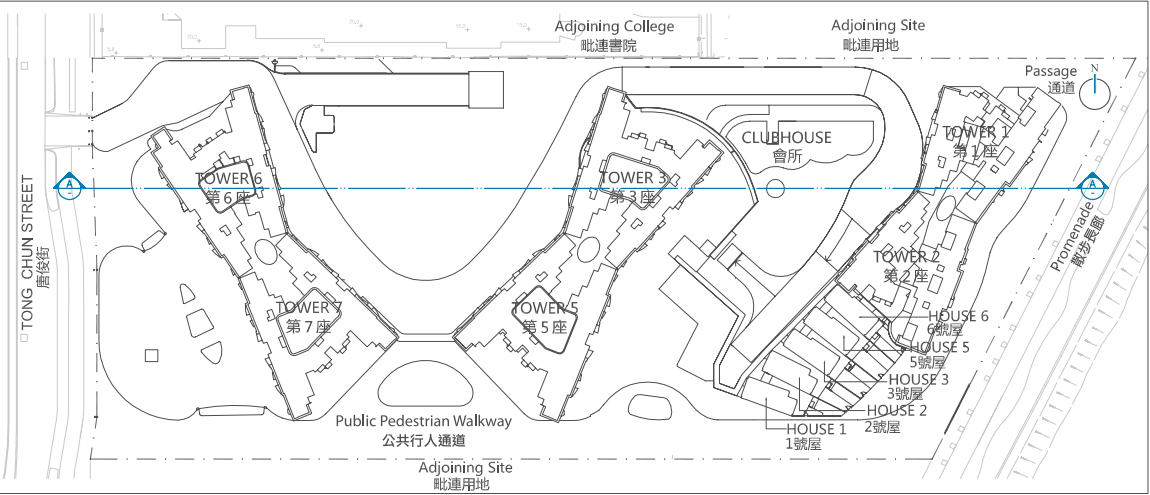 Adjoining College
毗連書院
Adjoining Site
毗連用地
Passage
通道
N
CLUBHOUSE
會所
TOWER 1
第1座
TOWER 6
第6座
TOWER 3
第3座
A
A
TONG CHUN STREET
唐俊街
Promenade
散步長廊
TOWER 2
第2座
TOWER 7
第7座
TOWER 5
第5座
HOUSE 6
6號屋
HOUSE 5
5號屋
HOUSE 3
3號屋
HOUSE 2
2號屋
HOUSE 1
1號屋
Public Pedestrian Walkway
公共行人通道
Adjoining Site
毗連用地